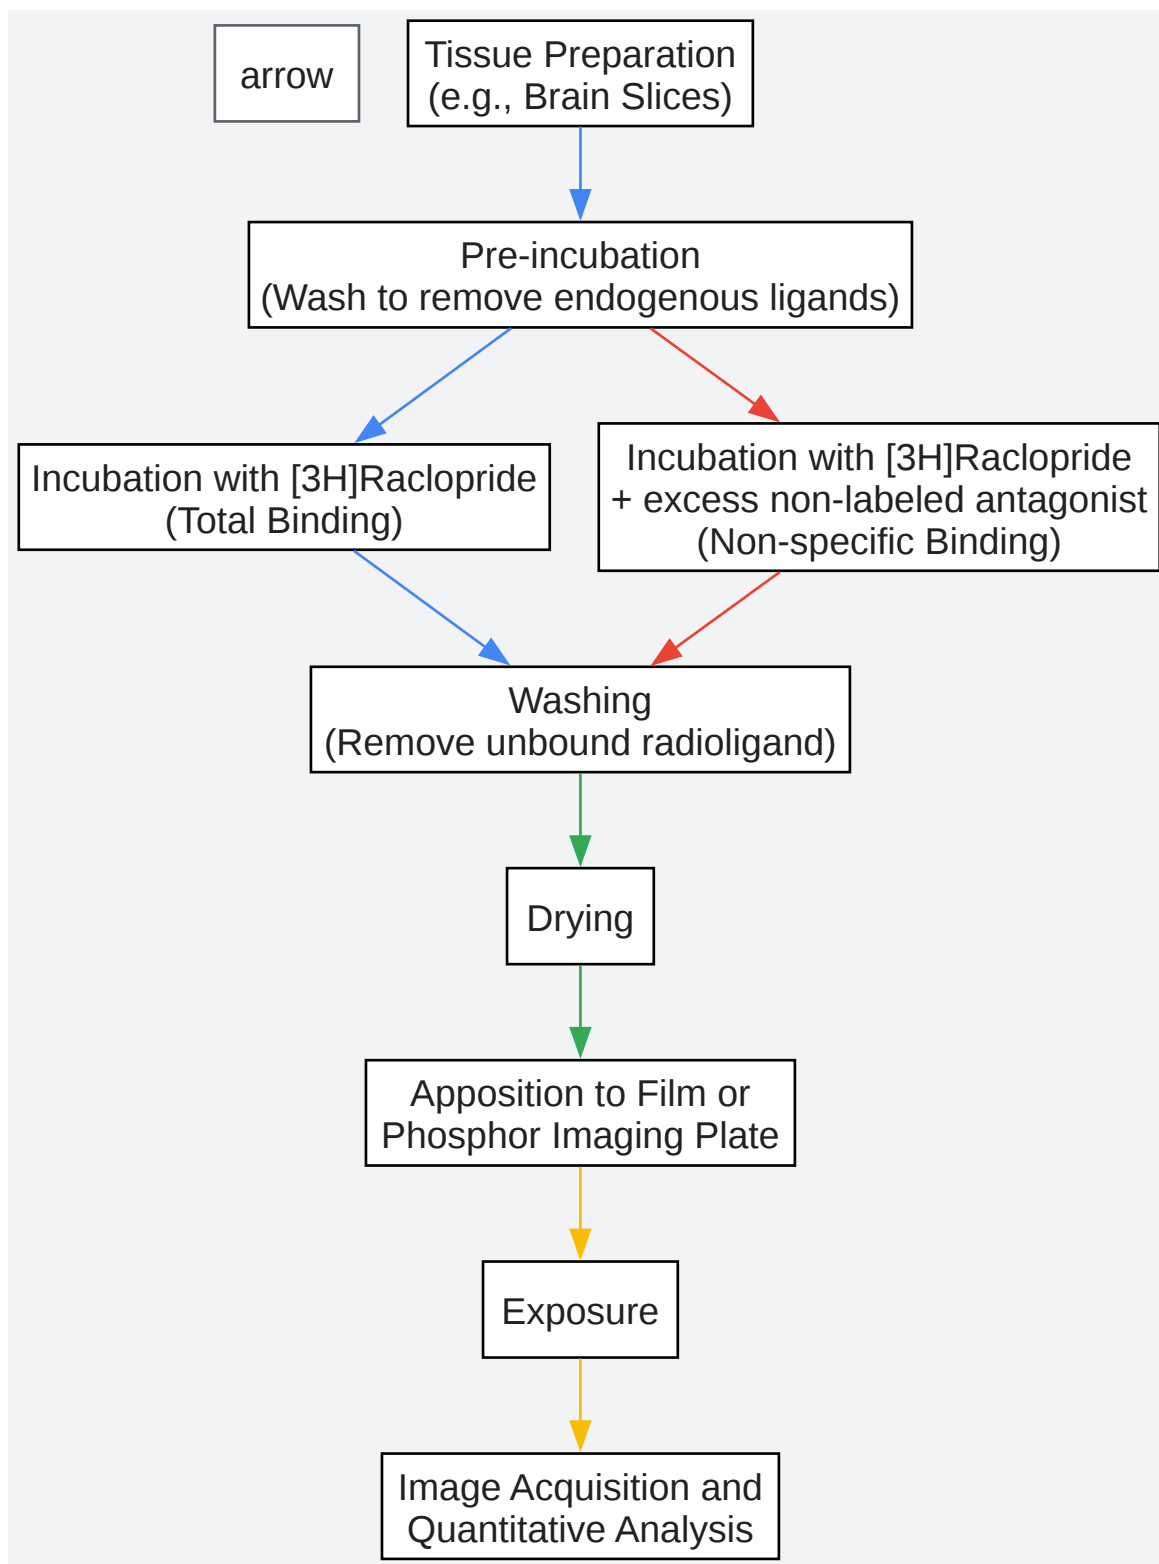 arrow
Tissue Preparation
(e.g., Brain Slices)
Pre-incubation
(Wash to remove endogenous ligands)
Incubation with [3H]Raclopride
(Total Binding)
Incubation with [3H]Raclopride
+ excess non-labeled antagonist
(Non-specific Binding)
Washing
(Remove unbound radioligand)
Drying
Apposition to Film or
Phosphor Imaging Plate
Exposure
Image Acquisition and
Quantitative Analysis